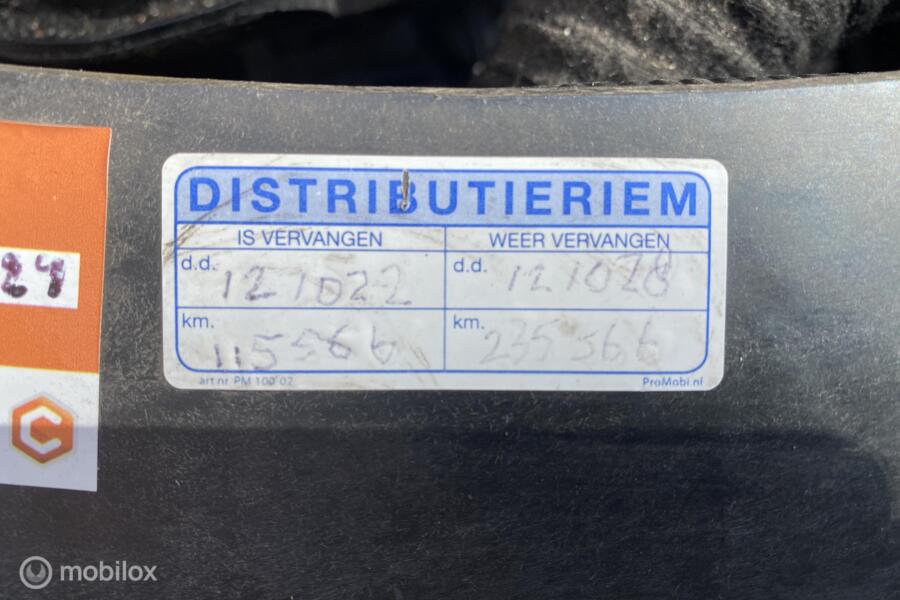 DISTRIBUTIERIEM
IS VERVANGEN
WEER VERVANGEN
d.d. 121022
d.d. 121028
km. 115566
km. 235566
art.nr. PM 100-02
ProMobi.nl
24
mobilox